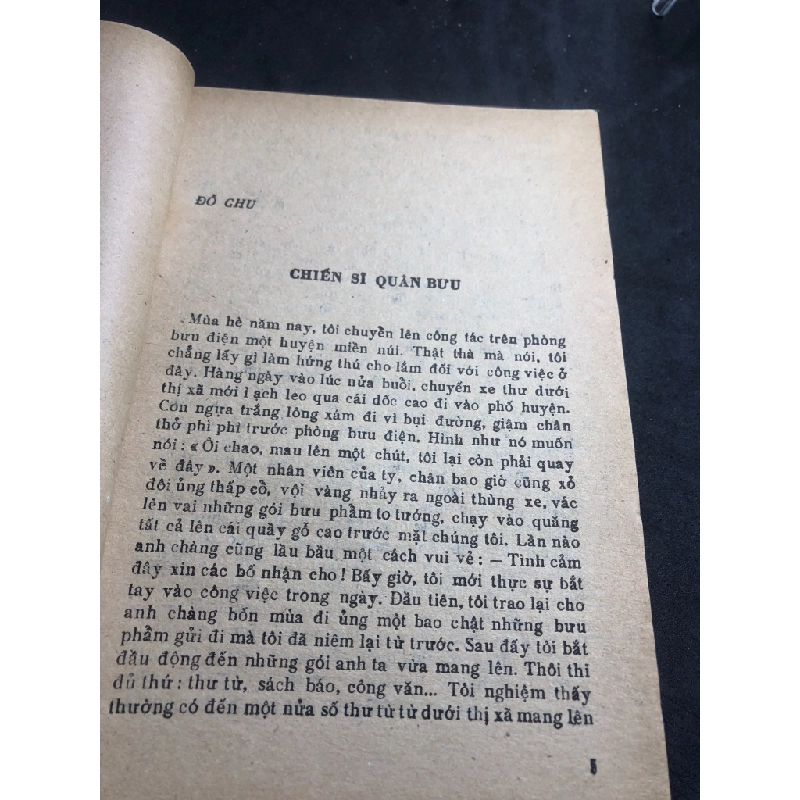 ĐỖ CHU
CHIẾN SĨ QUÂN BƯU
Mùa hè năm nay, tôi chuyển lên công tác trên phòng
bưu điện một huyện miền núi. Thật thà mà nói, tôi
chẳng lấy gì làm hứng thú cho lắm đối với công việc ở
đây. Hàng ngày vào lúc nửa buổi, chuyến xe thư dưới
thị xã mới ì ạch leo qua cái dốc cao đi vào phố huyện.
Con ngựa trắng lông xám đi vì bụi đường, giậm chân
thở phì phì trước phòng bưu điện. Hình như nó muốn
nói : « Ôi chao, mau lên một chút, tôi lại còn phải quay
về đây ». Một nhân viên của ty, chân bao giờ cũng xỏ
đôi ủng thấp cổ, vội vàng nhảy ra ngoài thùng xe, vác
lên vai những gói bưu phẩm to tướng, chạy vào quẳng
tất cả lên cái quầy gỗ cao trước mặt chúng tôi. Lần nào
anh chàng cũng lầu bầu một cách vui vẻ : — Tình cảm
đây xin các bố nhận cho ! Bấy giờ, tôi mới thực sự bắt
tay vào công việc trong ngày. Đầu tiên, tôi trao lại cho
anh chàng bốn mùa đi ủng một bao chật những bưu
phẩm gửi đi mà tôi đã niêm lại từ trước. Sau đấy tôi bắt
đầu động đến những gói anh ta vừa mang lên. Thôi thì
đủ thứ : thư từ, sách báo, công văn... Tôi nghiệm thấy
thường có đến một nửa số thư từ từ dưới thị xã mang lên
5